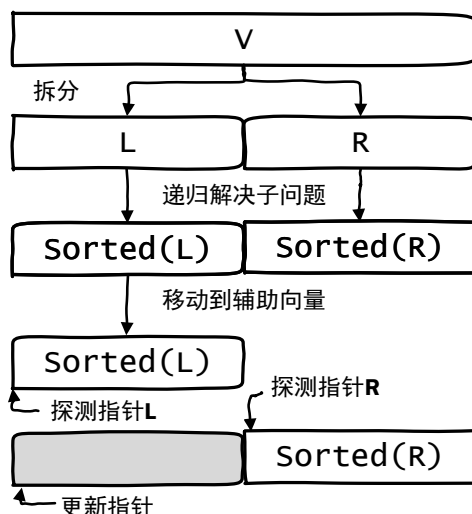 V
拆分
L R
递归解决子问题
Sorted(L) Sorted(R)
移动到辅助向量
Sorted(L)
探测指针L 探测指针R
Sorted(R)
更新指针